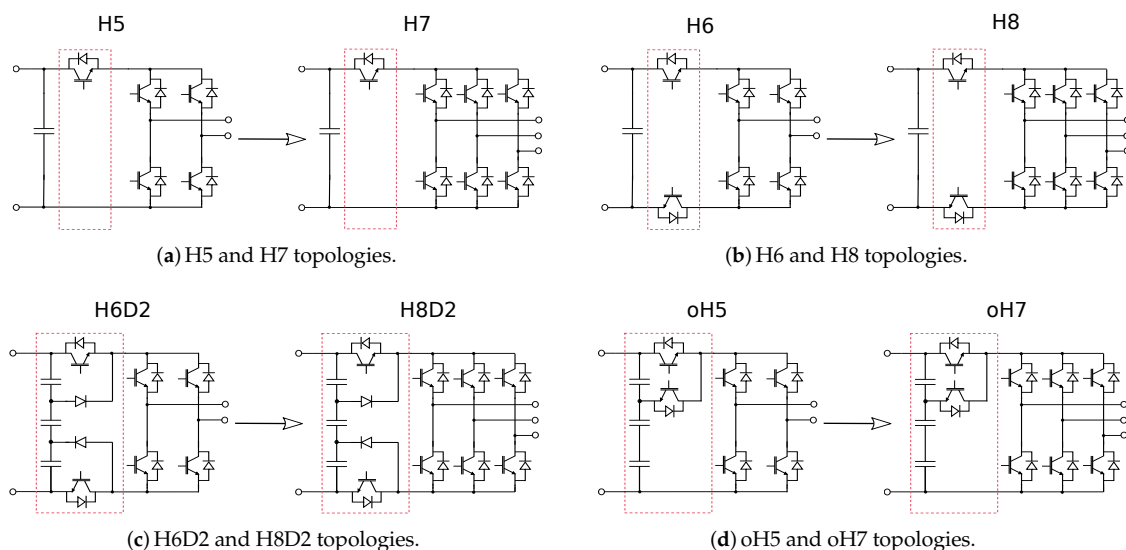 H5 H7 H6 H8
(a) H5 and H7 topologies. (b) H6 and H8 topologies.
H6D2 H8D2 oH5 oH7
(c) H6D2 and H8D2 topologies. (d) oH5 and oH7 topologies.